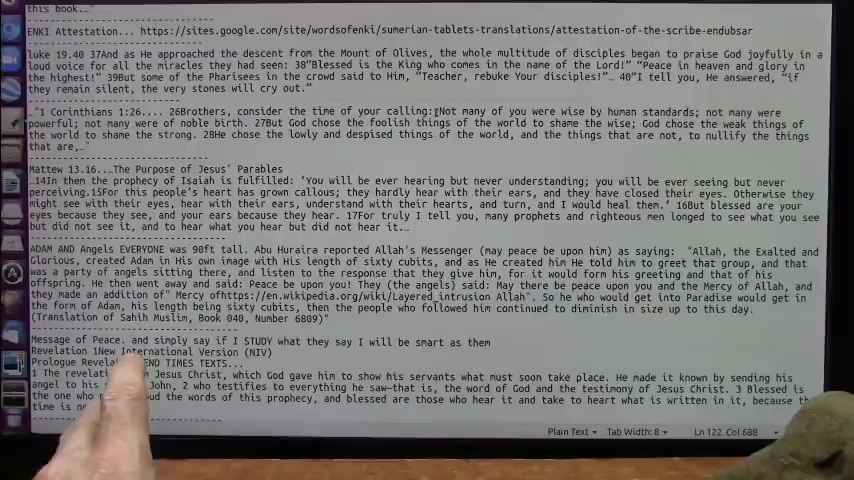 this book.."
------------------------------------
ENKI Attestation... https://sites.google.com/site/wordsofenki/sumerian-tablets-translations/attestation-of-the-scribe-endubsar
----------------------------------
luke 19.40 37And as He approached the descent from the Mount of Olives, the whole multitude of disciples began to praise God joyfully in a
loud voice for all the miracles they had seen: 38“Blessed is the King who comes in the name of the Lord!” “Peace in heaven and glory in
the highest!” 39But some of the Pharisees in the crowd said to Him, “Teacher, rebuke Your disciples!”… 40“I tell you, He answered, “if
they remain silent, the very stones will cry out.”
----------------------------------
…"1 Corinthians 1:26.... 26Brothers, consider the time of your calling: Not many of you were wise by human standards; not many were
powerful; not many were of noble birth. 27But God chose the foolish things of the world to shame the wise; God chose the weak things of
the world to shame the strong. 28He chose the lowly and despised things of the world, and the things that are not, to nullify the things
that are,…"
-----------------------------------
Mattew 13.16...The Purpose of Jesus’ Parables
…14In then the prophecy of Isaiah is fulfilled: ‘You will be ever hearing but never understanding; you will be ever seeing but never
perceiving.15For this people’s heart has grown callous; they hardly hear with their ears, and they have closed their eyes. Otherwise they
might see with their eyes, hear with their ears, understand with their hearts, and turn, and I would heal them.’ 16But blessed are your
eyes because they see, and your ears because they hear. 17For truly I tell you, many prophets and righteous men longed to see what you see
but did not see it, and to hear what you hear but did not hear it…
--------------------------------------
ADAM AND Angels EVERYONE was 90ft tall. Abu Huraira reported Allah's Messenger (may peace be upon him) as saying:  "Allah, the Exalted and
Glorious, created Adam in His own image with His length of sixty cubits, and as He created him He told him to greet that group, and that
was a party of angels sitting there, and listen to the response that they give him, for it would form his greeting and that of his
offspring. He then went away and said: Peace be upon you! They (the angels) said: May there be peace upon you and the Mercy of Allah, and
they made an addition of" Mercy ofhttps://en.wikipedia.org/wiki/Layered_intrusion Allah". So he who would get into Paradise would get in
the form of Adam, his length being sixty cubits, then the people who followed him continued to diminish in size up to this day.
(Translation of Sahih Muslim, Book 040, Number 6809)"
----------------------------------------
Message of Peace. and simply say if I STUDY what they say I will be smart as them
Revelation 1New International Version (NIV)
Prologue END TIMES TEXTS...
1 The Jesus Christ, which God gave him to show his servants what must soon take place. He made it known by sending his
angel to his John, 2 who testifies to everything he saw—that is, the word of God and the testimony of Jesus Christ. 3 Blessed is
the one who the words of this prophecy, and blessed are those who hear it and take to heart what is written in it, because
time is
Plain Text Tab Width: 8 Ln 122, Col 688